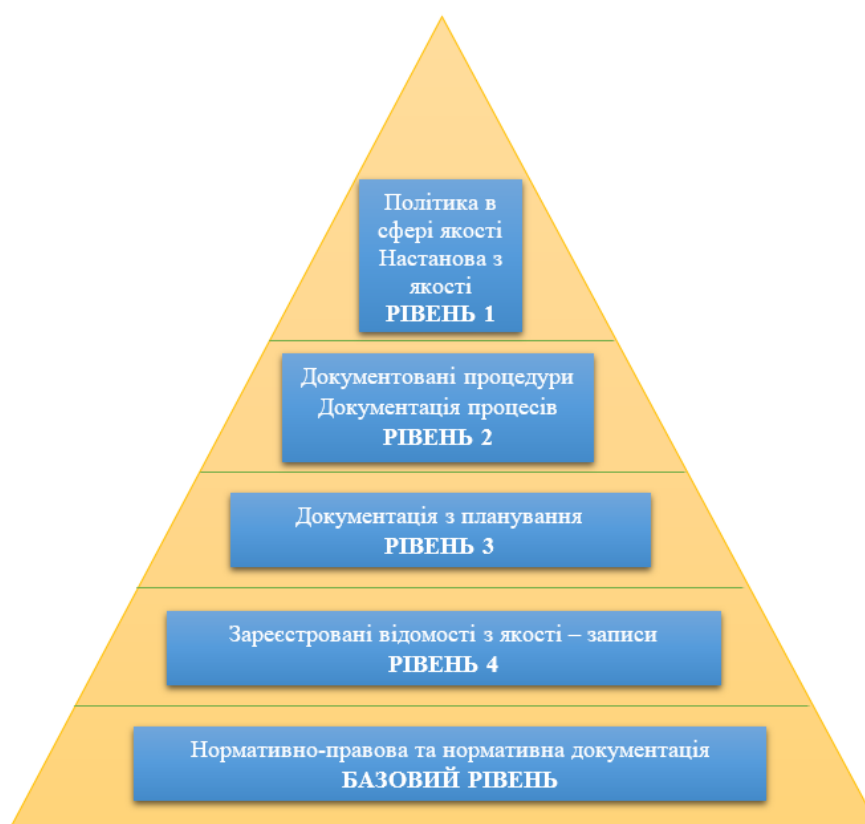 Політика в
сфері якості
Настанова з
якості
РІВЕНЬ 1
Документовані процедури
Документація процесів
РІВЕНЬ 2
Документація з планування
РІВЕНЬ 3
Зареєстровані відомості з якості – записи
РІВЕНЬ 4
Нормативно-правова та нормативна документація
БАЗОВИЙ РІВЕНЬ